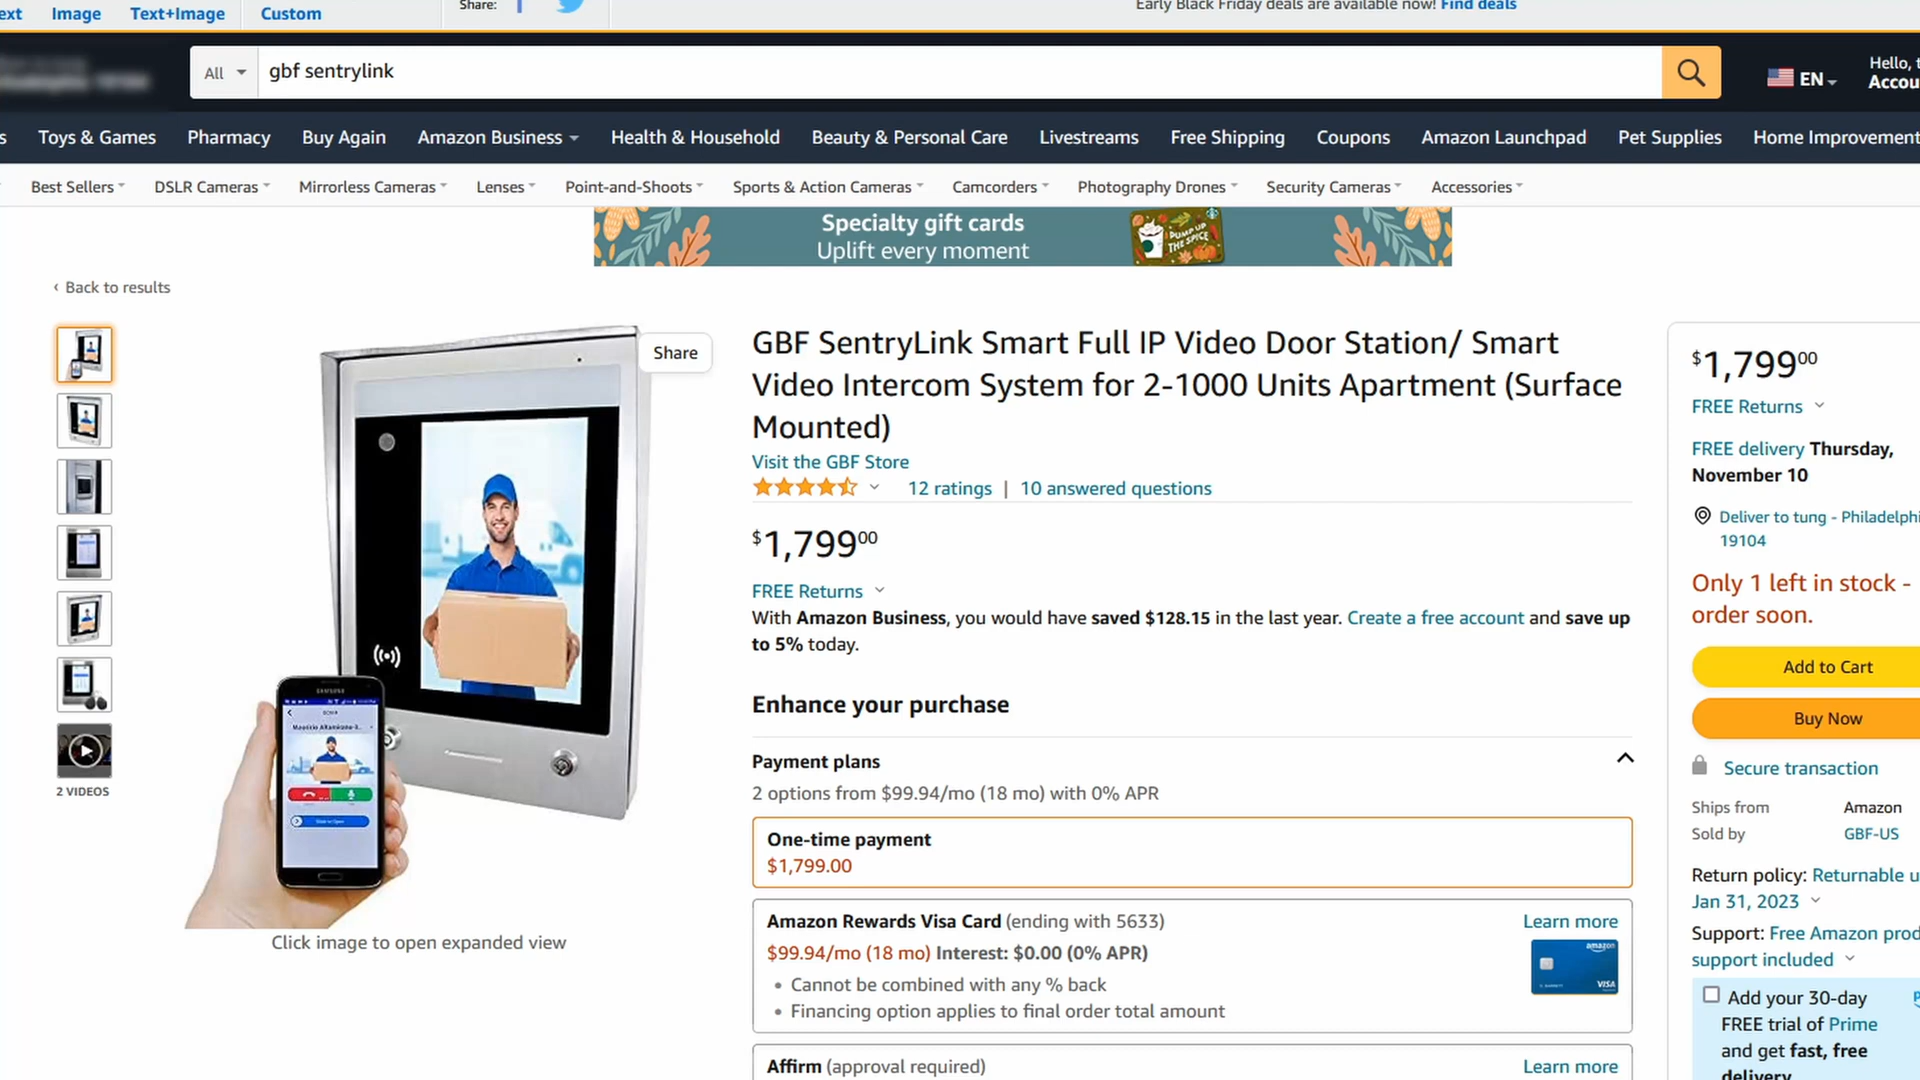 ext Image Text+Image Custom Share: Early Black Friday deals are available now! Find deals
All gbf sentrylink EN Hello, t
Accou
s Toys & Games Pharmacy Buy Again Amazon Business Health & Household Beauty & Personal Care Livestreams Free Shipping Coupons Amazon Launchpad Pet Supplies Home Improvement
Best Sellers DSLR Cameras Mirrorless Cameras Lenses Point-and-Shoots Sports & Action Cameras Camcorders Photography Drones Security Cameras Accessories
Specialty gift cards
Uplift every moment
PUMP UP
THE SPICE
‹ Back to results
Share
SAMSUNG
2 VIDEOS
Click image to open expanded view
GBF SentryLink Smart Full IP Video Door Station/ Smart
Video Intercom System for 2-1000 Units Apartment (Surface
Mounted)
Visit the GBF Store
12 ratings | 10 answered questions
$1,79900
FREE Returns
With Amazon Business, you would have saved $128.15 in the last year. Create a free account and save up
to 5% today.
Enhance your purchase
Payment plans
2 options from $99.94/mo (18 mo) with 0% APR
One-time payment
$1,799.00
Amazon Rewards Visa Card (ending with 5633) Learn more
$99.94/mo (18 mo) Interest: $0.00 (0% APR)
• Cannot be combined with any % back
• Financing option applies to final order total amount
amazon
VISA
Affirm (approval required) Learn more
$1,79900
FREE Returns
FREE delivery Thursday,
November 10
Deliver to tung - Philadelphi
19104
Only 1 left in stock -
order soon.
Add to Cart
Buy Now
Secure transaction
Ships from Amazon
Sold by GBF-US
Return policy: Returnable u
Jan 31, 2023
Support: Free Amazon prod
support included
Add your 30-day
FREE trial of Prime
and get fast, free
delivery